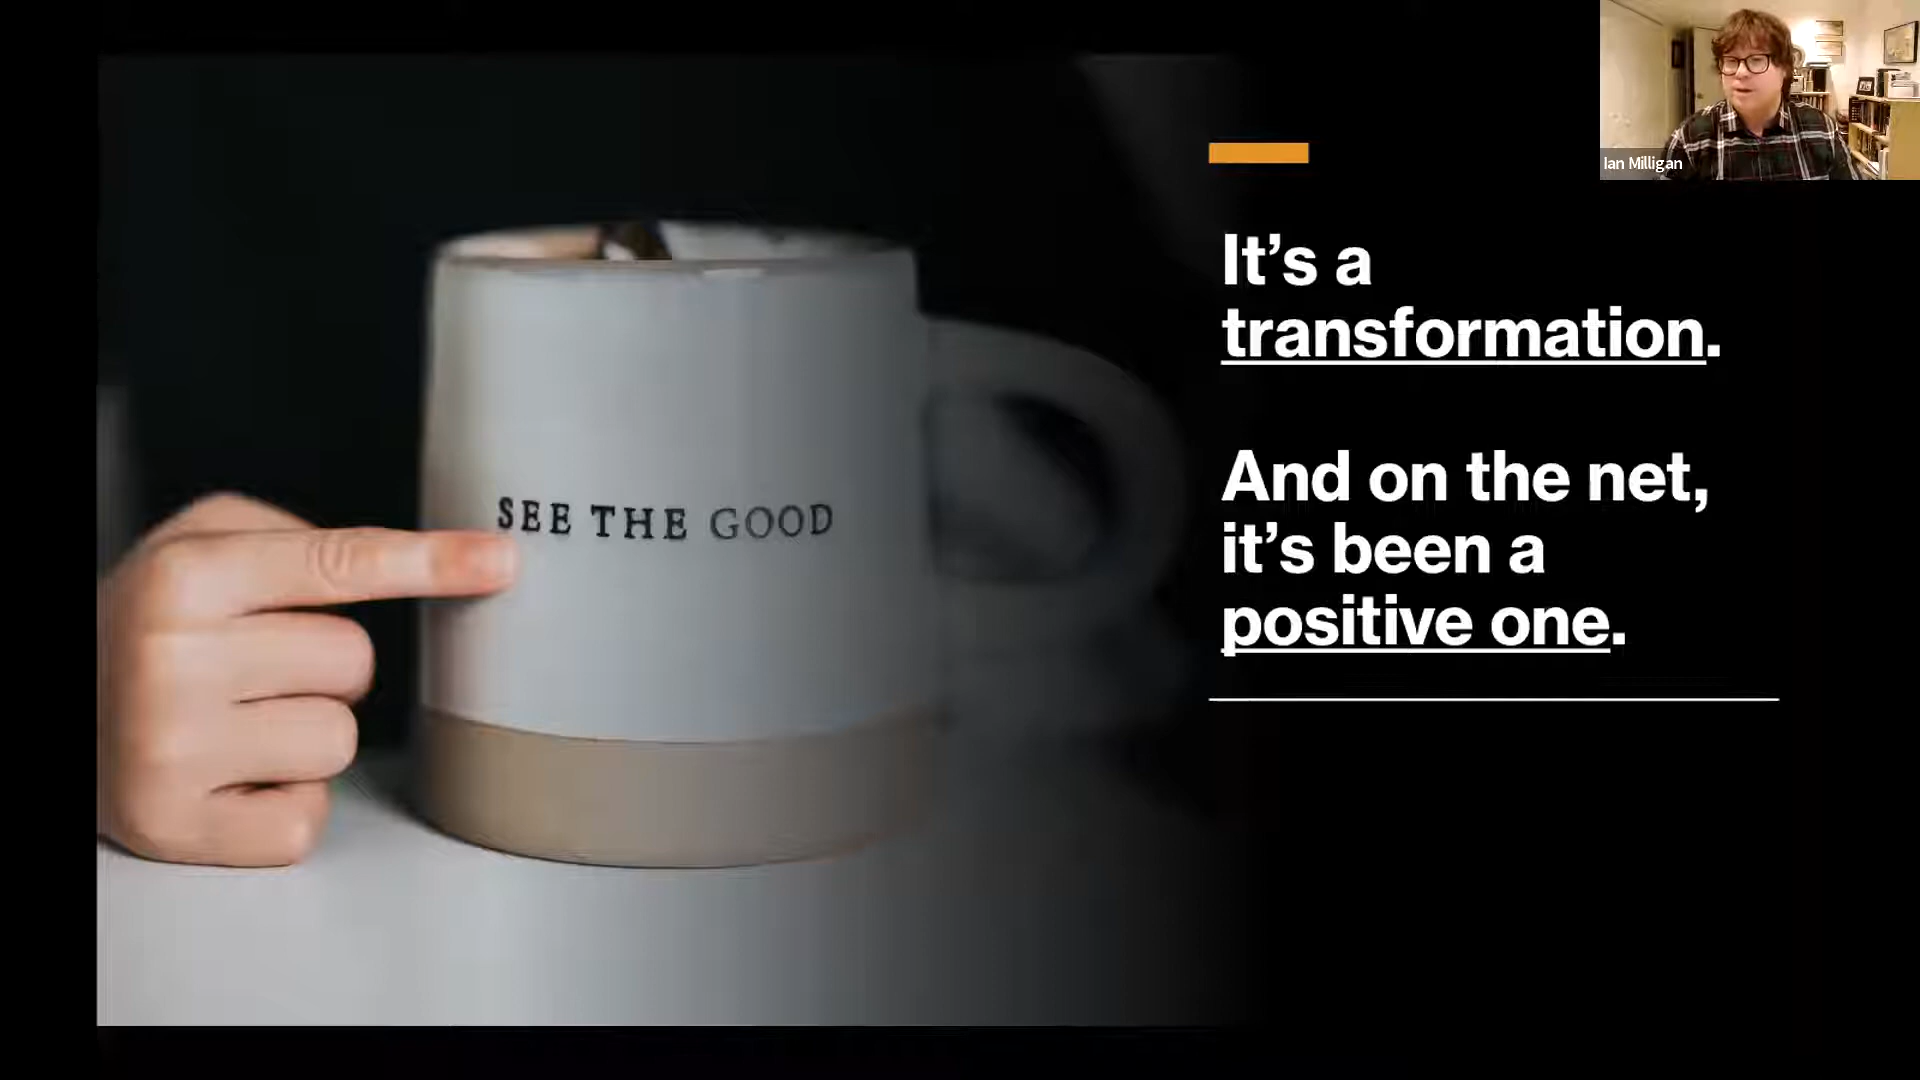 Ian Milligan
It's a
transformation.
And on the net,
it's been a
positive one.
SEE THE GOOD